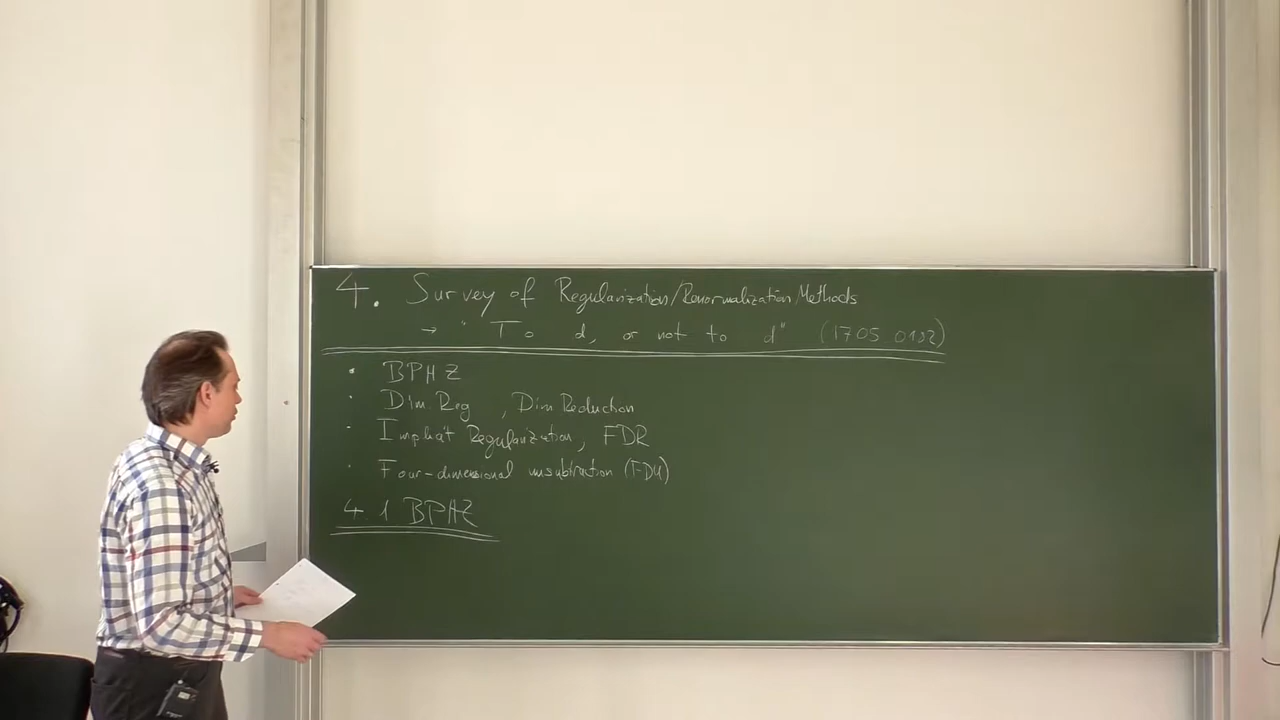 4. Survey of Regularization/Renormalization Methods
→ "To d, or not to d" (1705.01827)
• BPHZ
• Dim. Reg , Dim Reduction
• Implicit Regularization, FDR
• Four-dimensional unsubtraction (FDU)
4.1 BPHZ